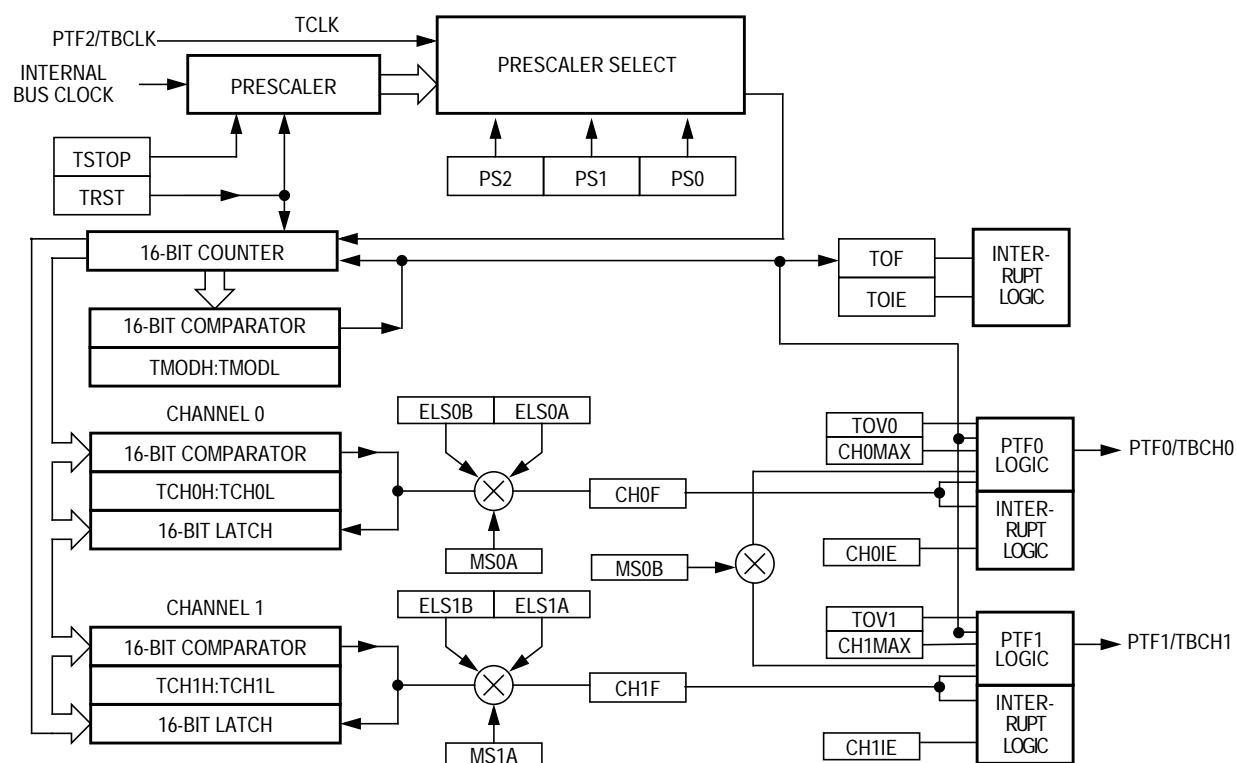 TCLK
PTF2/TBCLK
PRESCALER SELECT
INTERNAL
BUS CLOCK
PRESCALER
TSTOP
PS2
PS1
PS0
TRST
16-BIT COUNTER
TOF
INTER-
RUPT
LOGIC
TOIE
16-BIT COMPARATOR
TMODH:TMODL
CHANNEL 0
ELS0B
ELS0A
TOV0
CH0MAX
PTF0
LOGIC
PTF0/TBCH0
16-BIT COMPARATOR
TCH0H:TCH0L
CH0F
16-BIT LATCH
INTER-
RUPT
LOGIC
MS0A
MS0B
CH0IE
CHANNEL 1
ELS1B
ELS1A
TOV1
CH1MAX
PTF1
LOGIC
PTF1/TBCH1
16-BIT COMPARATOR
TCH1H:TCH1L
CH1F
16-BIT LATCH
INTER-
RUPT
LOGIC
MS1A
CH1IE